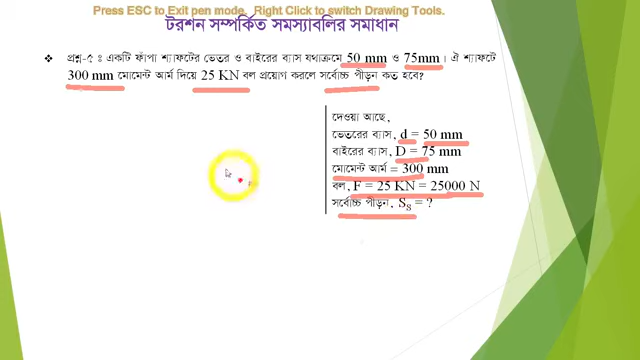 Press ESC to Exit pen mode. Right Click to switch Drawing Tools.
টরশন সম্পর্কিত সমস্যাবলির সমাধান
❖ প্রশ্ন-৫ : একটি ফাঁপা শ্যাফটের ভেতর ও বাইরের ব্যাস যথাক্রমে 50 mm ও 75mm। ঐ শ্যাফটে
300 mm মোমেন্ট আর্ম দিয়ে 25 KN বল প্রয়োগ করলে সর্বোচ্চ পীড়ন কত হবে?
দেওয়া আছে,
ভেতরের ব্যাস, d = 50 mm
বাইরের ব্যাস, D = 75 mm
মোমেন্ট আর্ম = 300 mm
বল, F = 25 KN = 25000 N
সর্বোচ্চ পীড়ন, Sₛ = ?